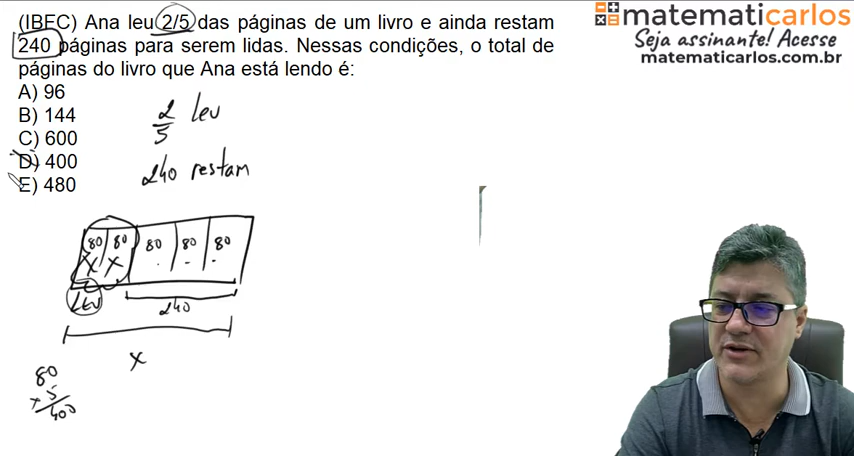 (IBFC) Ana leu 2/5 das páginas de um livro e ainda restam
240 páginas para serem lidas. Nessas condições, o total de
páginas do livro que Ana está lendo é:
A) 96
B) 144
C) 600
D) 400
E) 480
2/5 leu
240 restam
80 80 80 80 80
X X
LEU
240
x
80
x 5
400
matematicarlos
Seja assinante! Acesse
matematicarlos.com.br